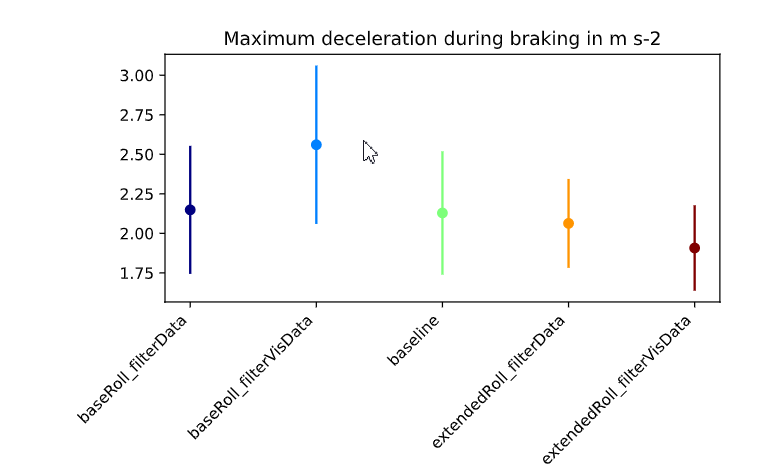 Maximum deceleration during braking in m s-2
3.00
2.75
2.50
2.25
2.00
1.75
baseRoll_filterData
baseRoll_filterVisData
baseline
extendedRoll_filterData
extendedRoll_filterVisData